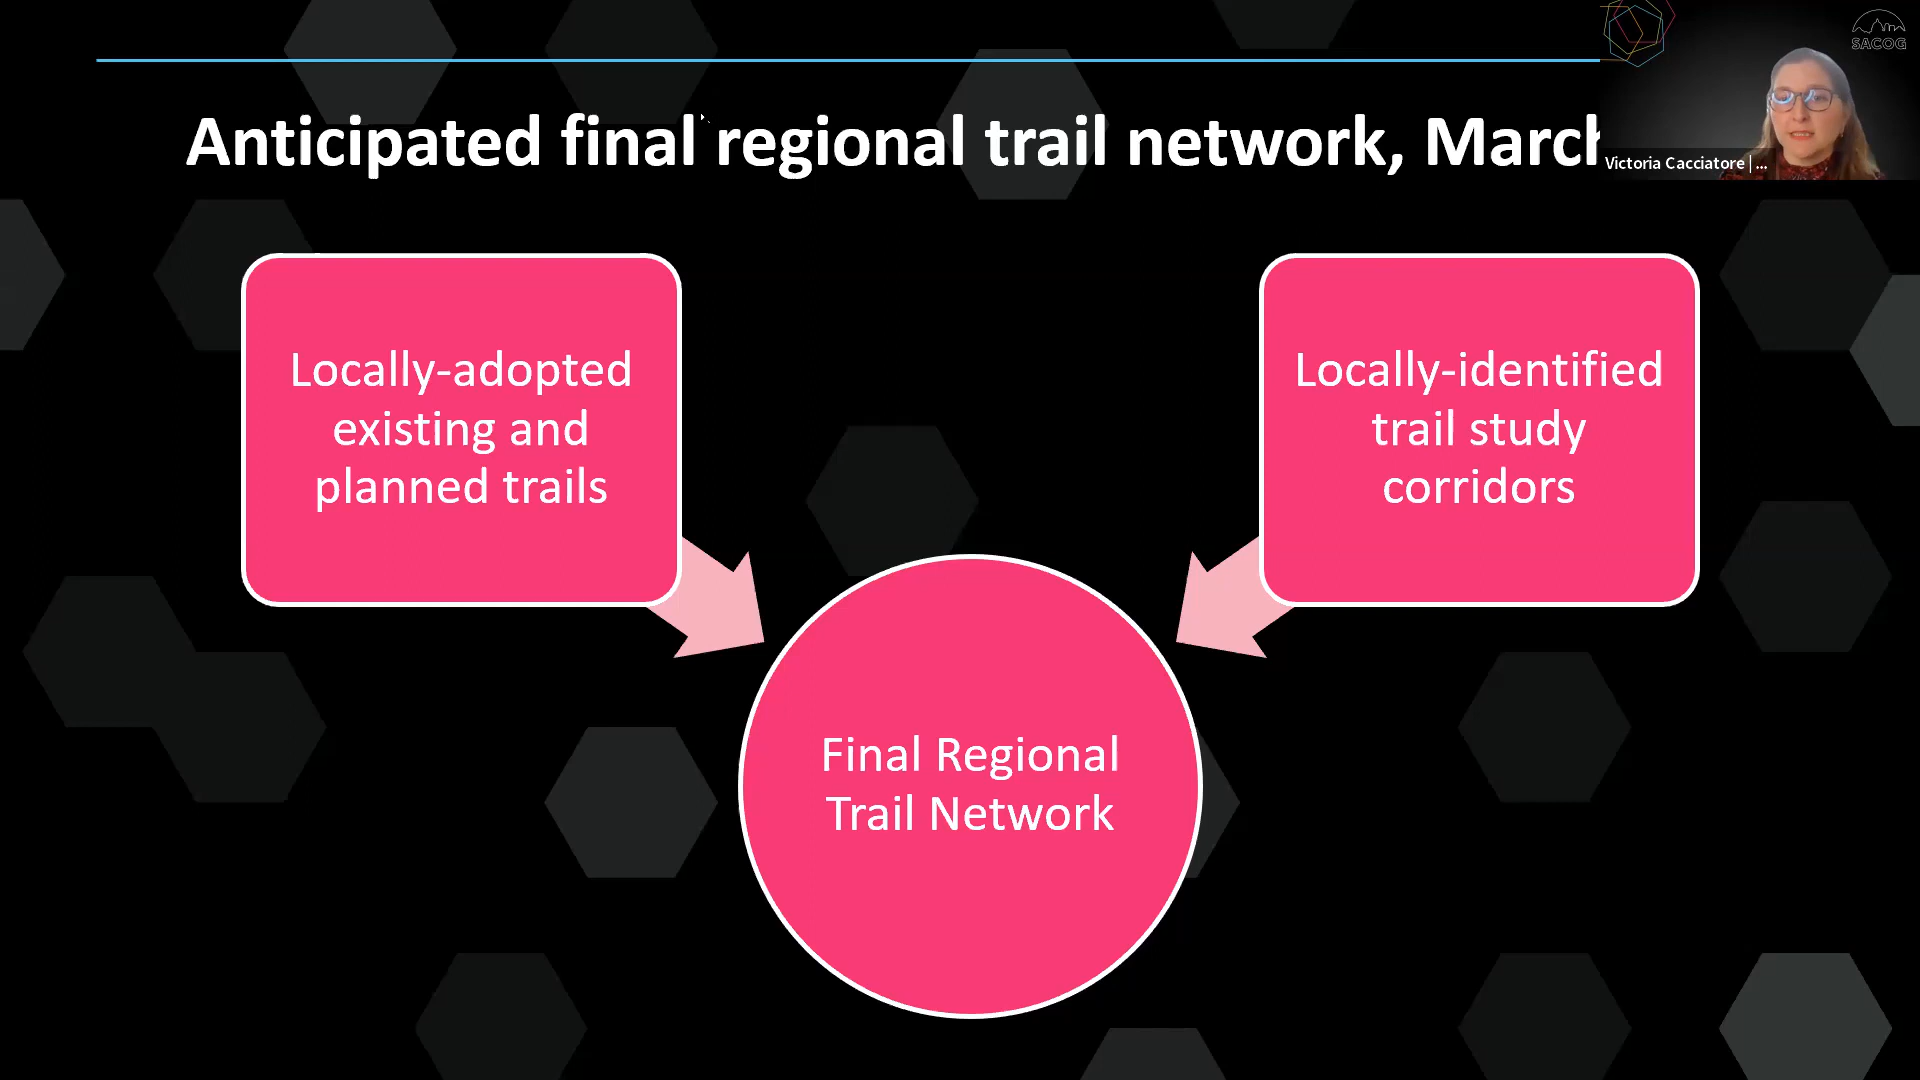 Anticipated final regional trail network, March
SACOG
Victoria Cacciatore | ...
Locally-adopted
existing and
planned trails
Locally-identified
trail study
corridors
Final Regional
Trail Network